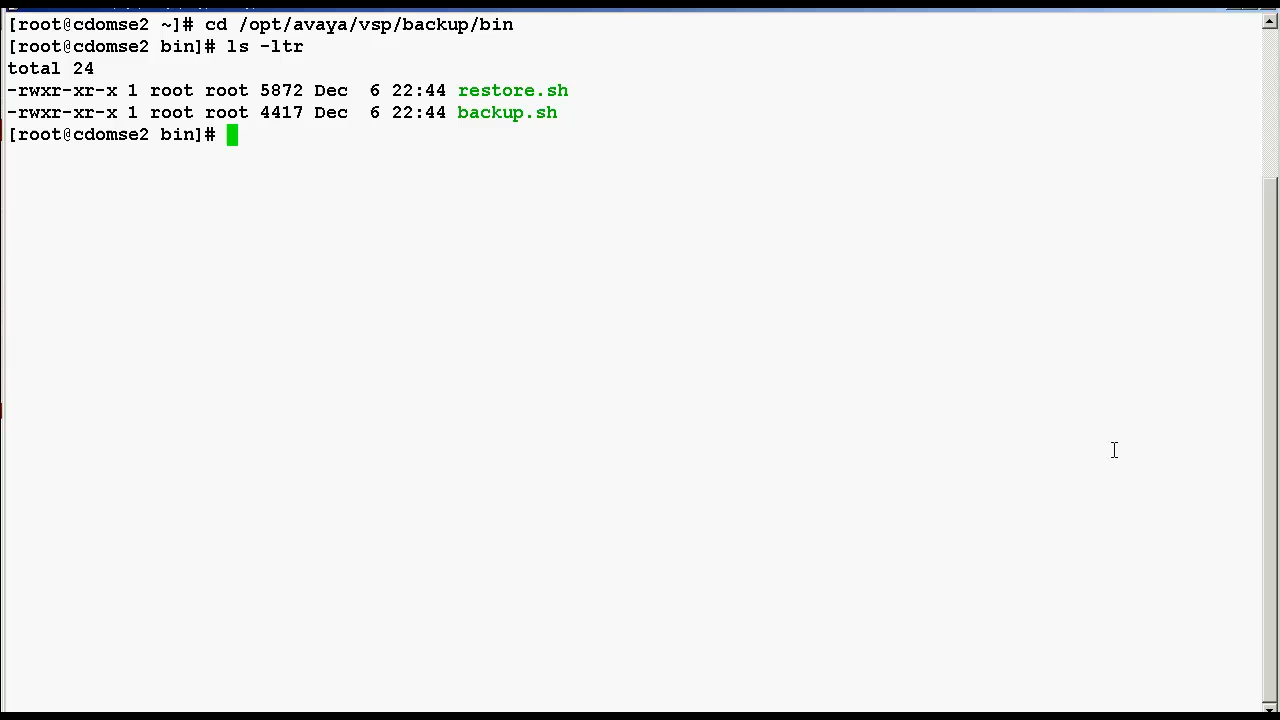 [root@cdomse2 ~]# cd /opt/avaya/vsp/backup/bin
[root@cdomse2 bin]# ls -ltr
total 24
-rwxr-xr-x 1 root root 5872 Dec  6 22:44 restore.sh
-rwxr-xr-x 1 root root 4417 Dec  6 22:44 backup.sh
[root@cdomse2 bin]#